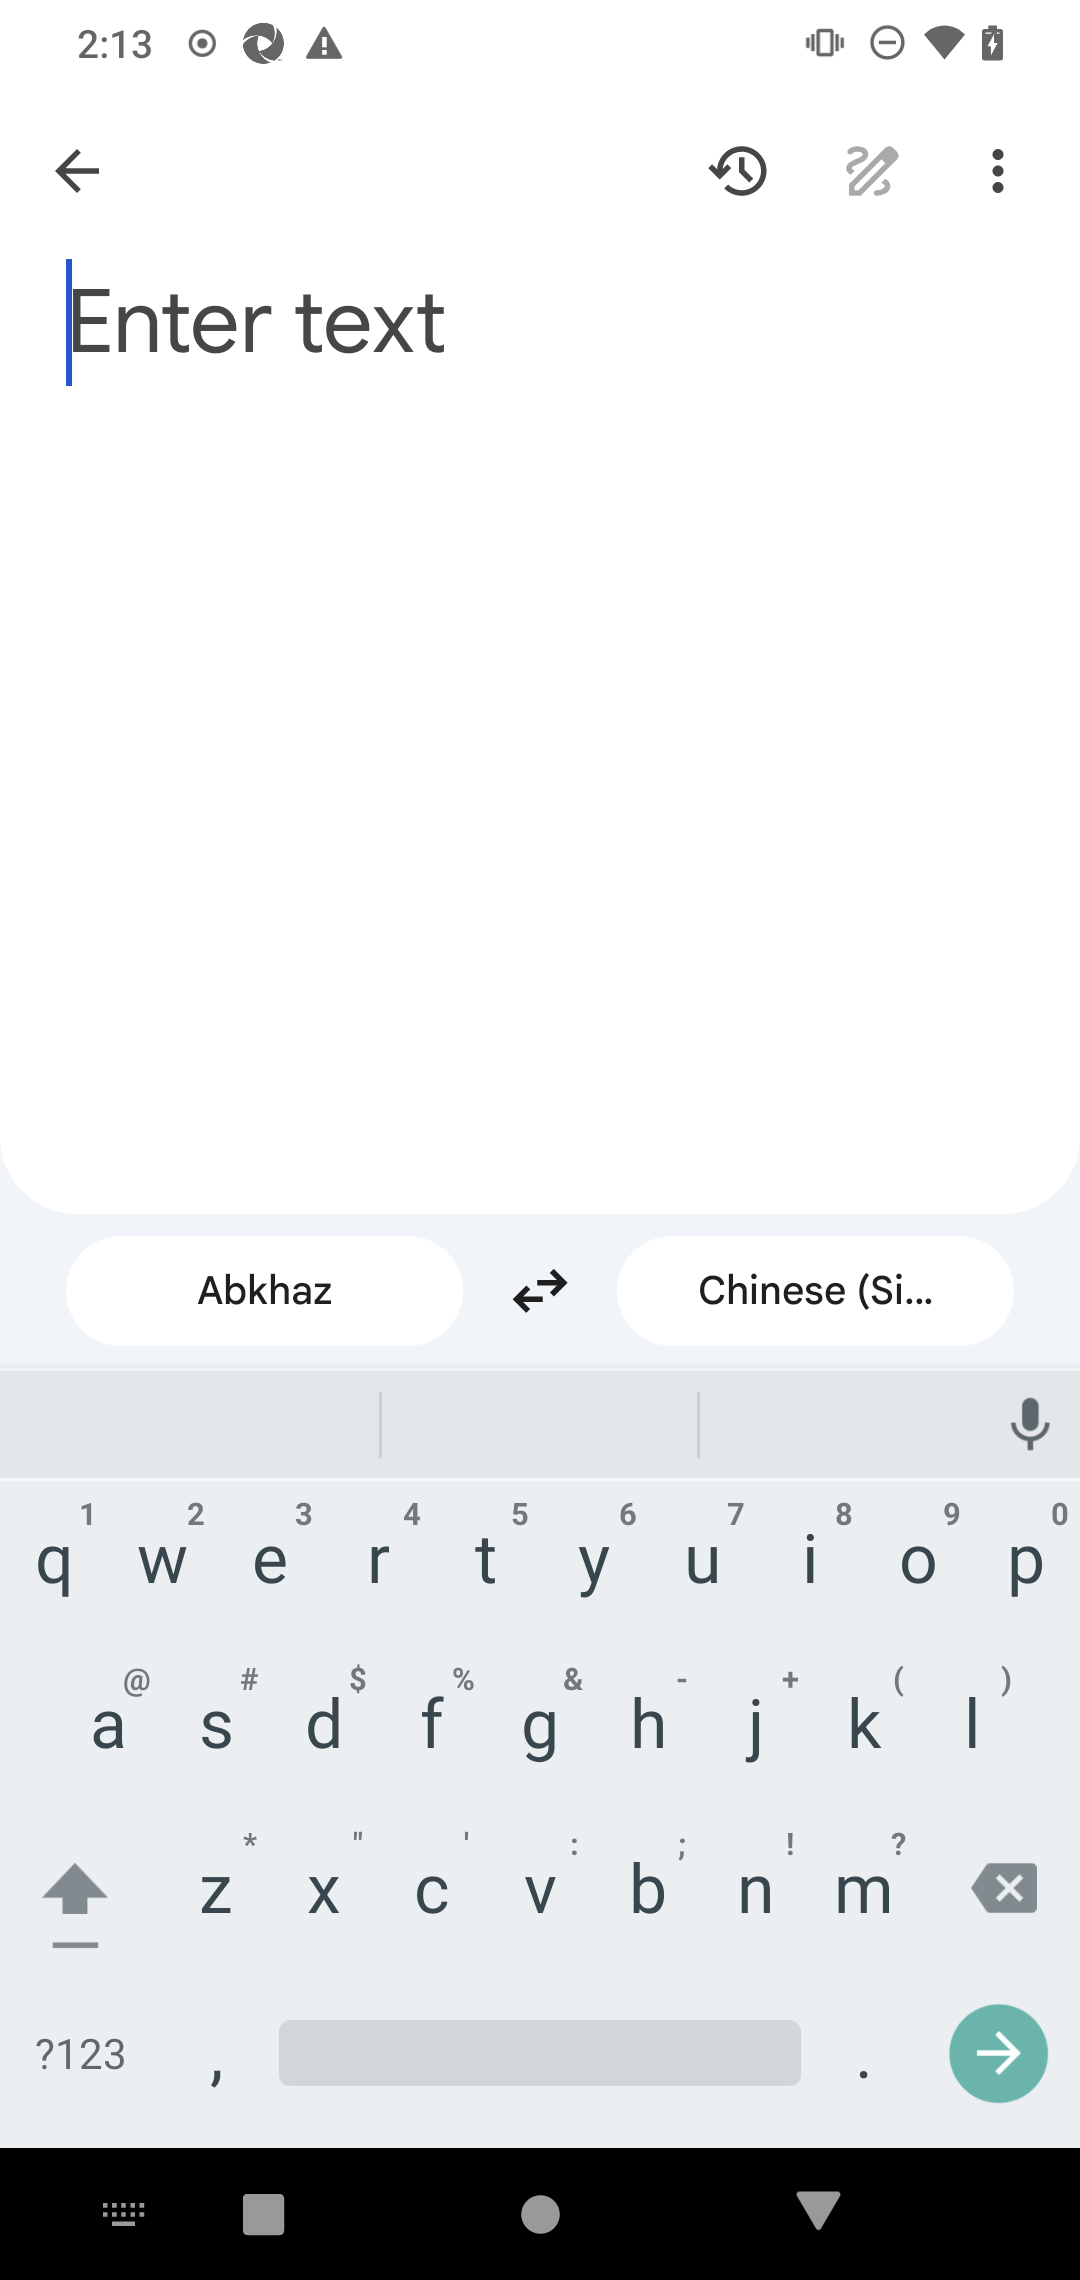 2:13
Enter text
Abkhaz
Chinese (Si...
1 2 3 4 5 6 7 8 9 0
q w e r t y u i o p
@ # $ % & - + ( )
a s d f g h j k l
* " ' : ; ! ?
z x c v b n m
?123 , .